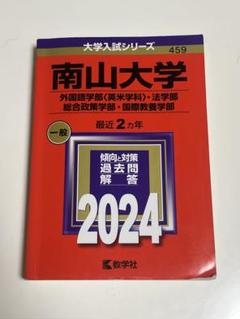 大学入試シリーズ
459
南山大学
外国語学部〈英米学科〉・法学部
総合政策学部・国際教養学部
一般
最近2カ年
傾向と対策
過去問
解答
2024
教学社